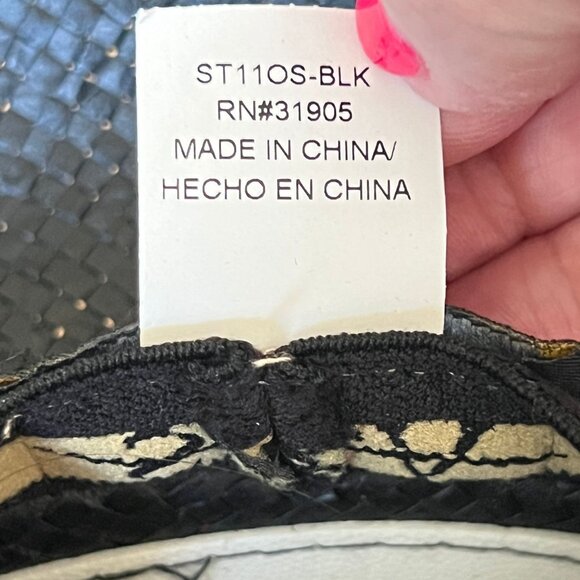 ST11OS-BLK
RN#31905
MADE IN CHINA/
HECHO EN CHINA